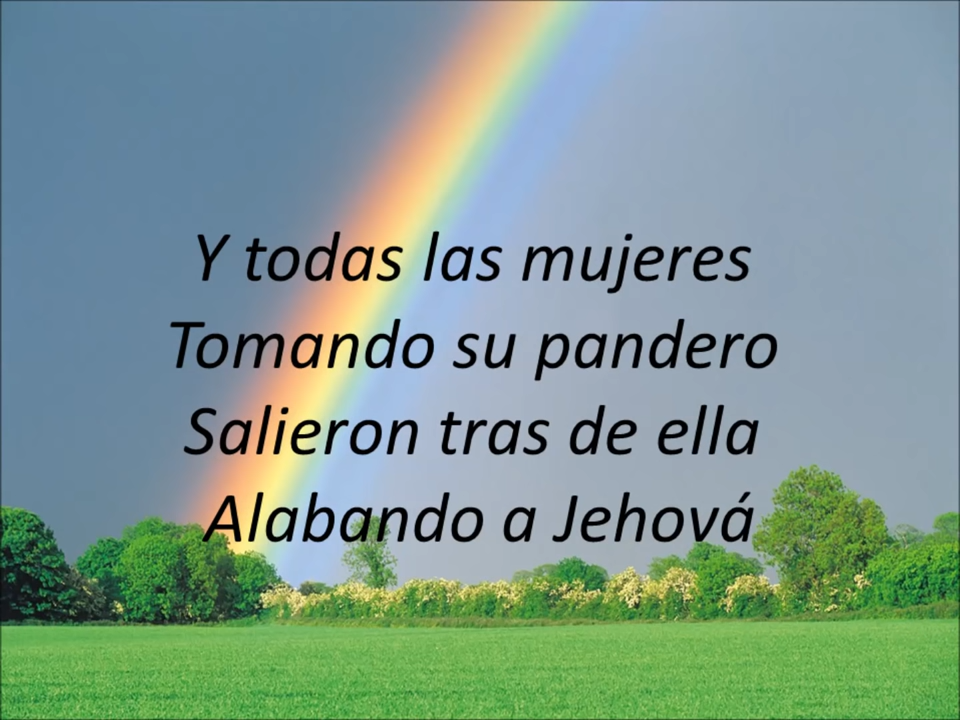 Y todas las mujeres
Tomando su pandero
Salieron tras de ella
Alabando a Jehová